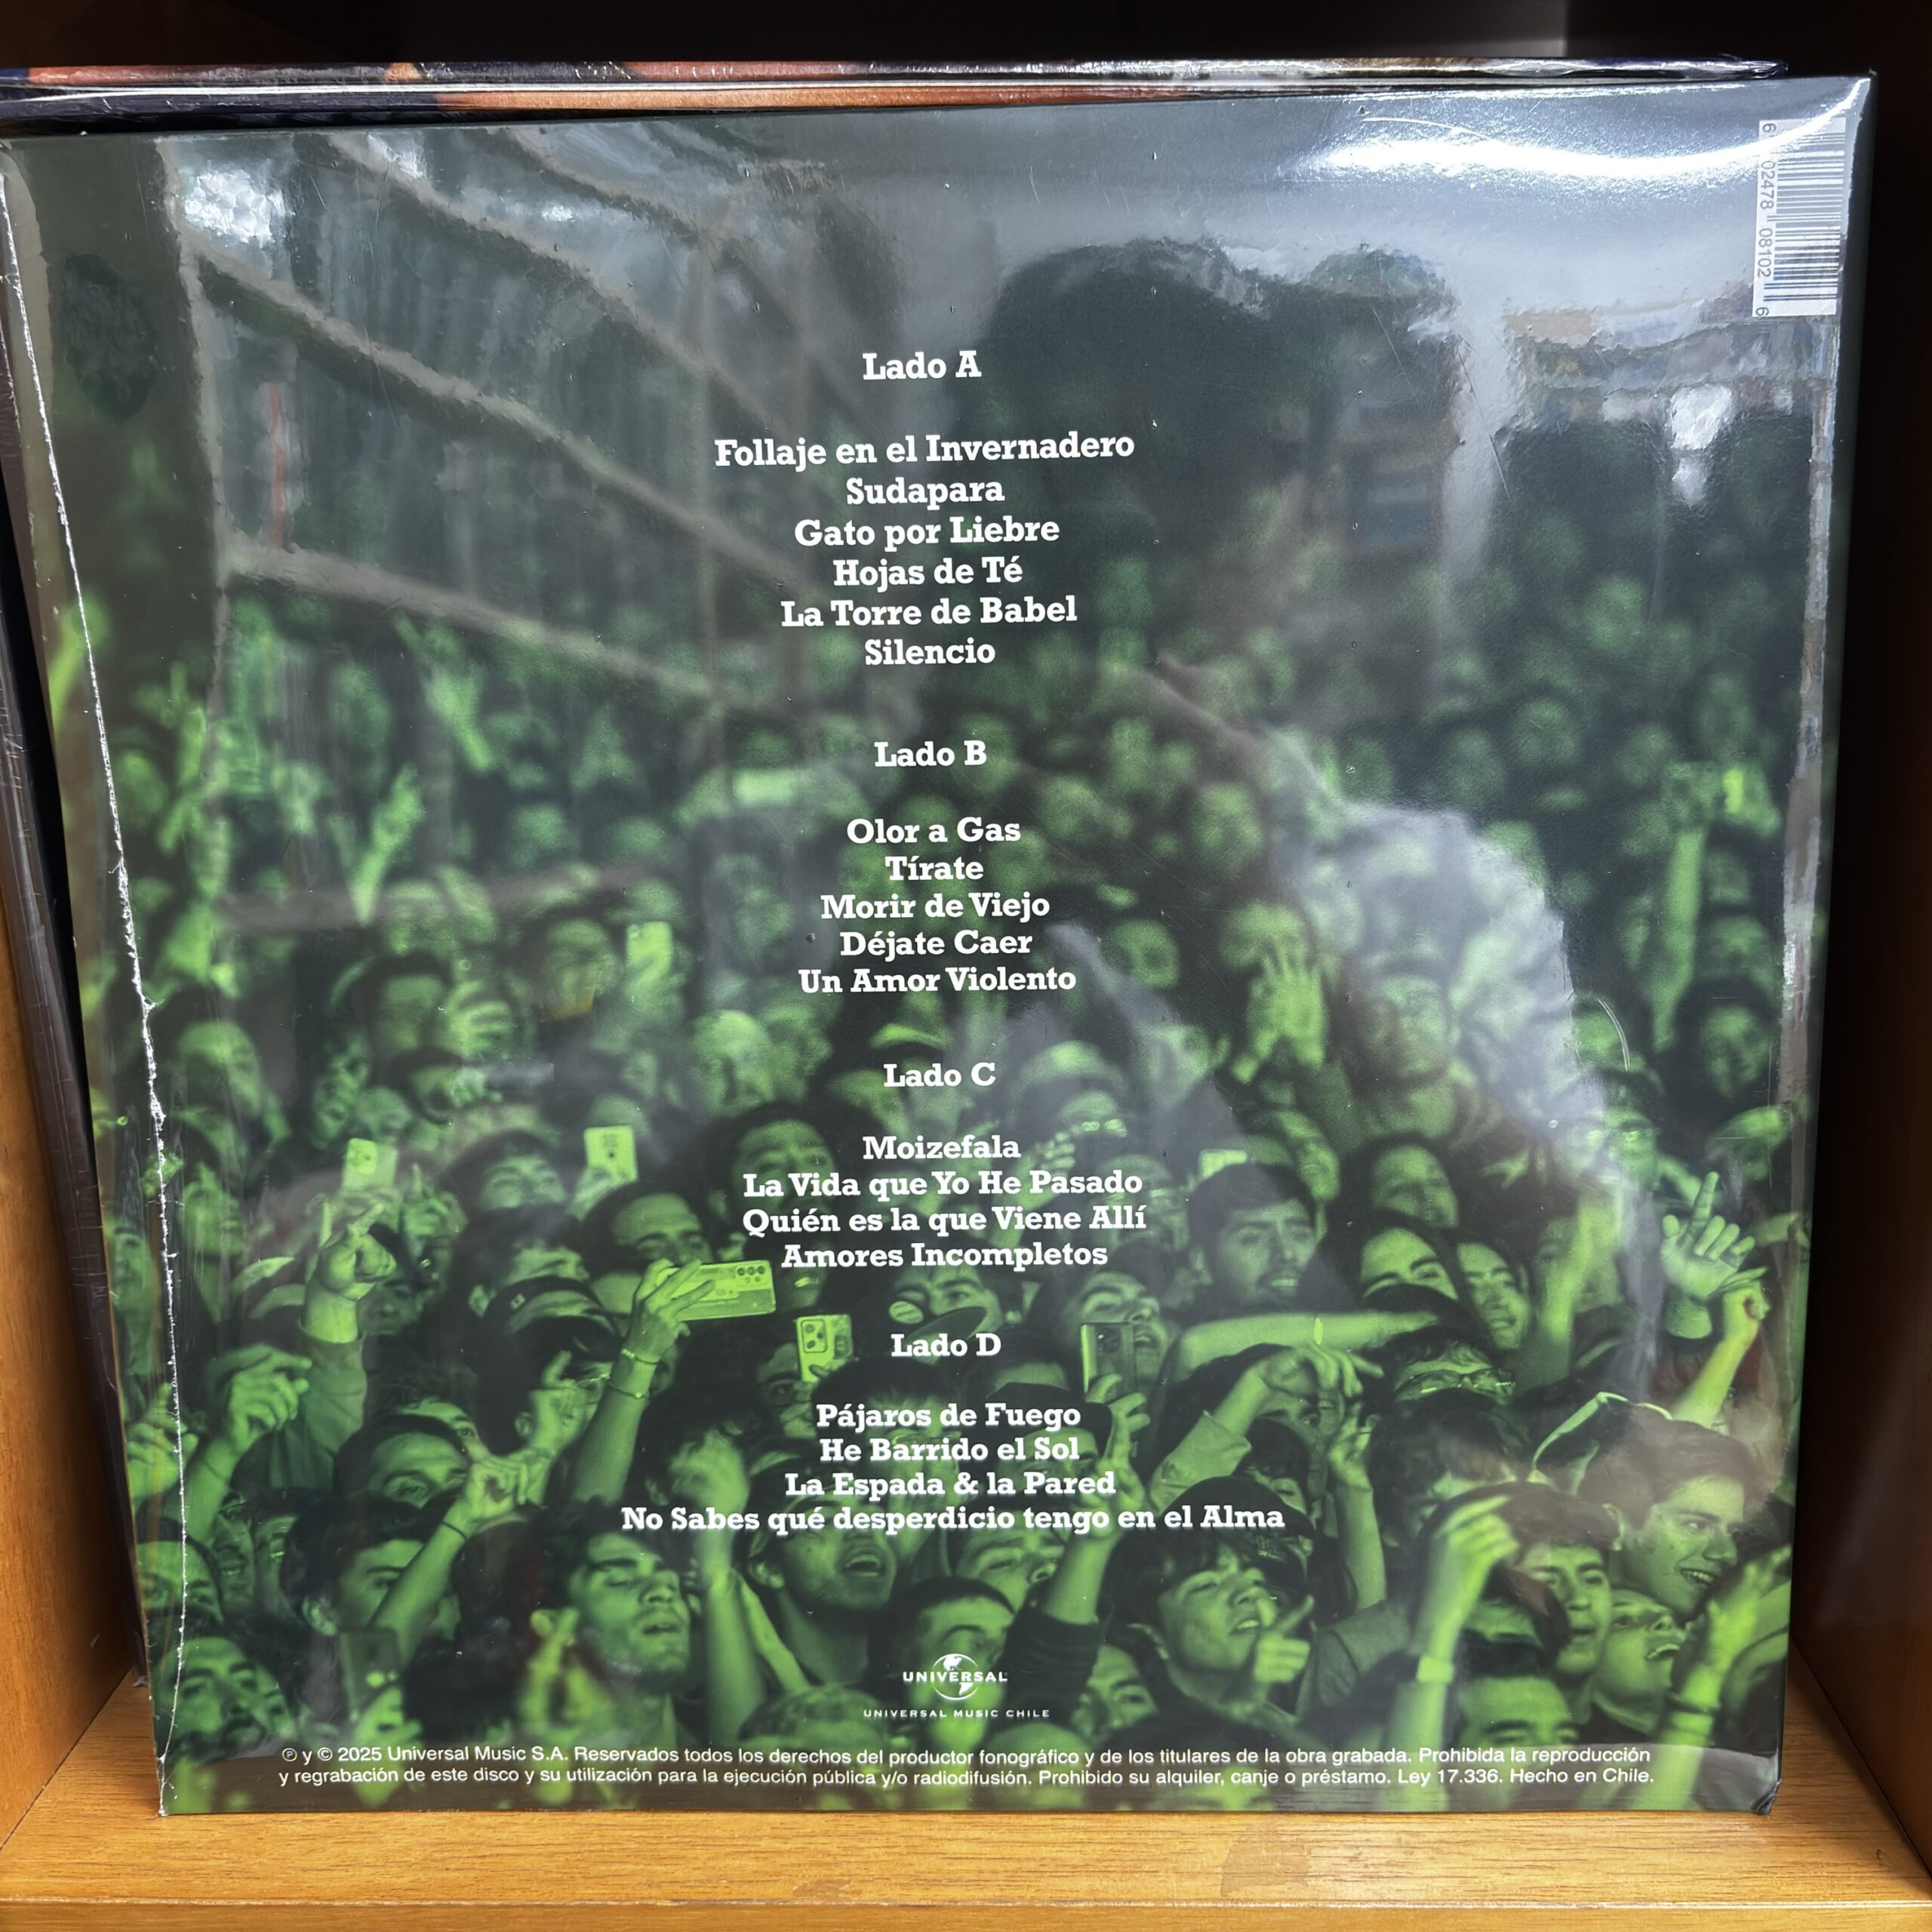 6 02478 08102 6
Lado A
Follaje en el Invernadero
Sudapara
Gato por Liebre
Hojas de Té
La Torre de Babel
Silencio
Lado B
Olor a Gas
Tírate
Morir de Viejo
Déjate Caer
Un Amor Violento
Lado C
Moizefala
La Vida que Yo He Pasado
Quién es la que Viene Allí
Amores Incompletos
Lado D
Pájaros de Fuego
He Barrido el Sol
La Espada & la Pared
No Sabes qué desperdicio tengo en el Alma
UNIVERSAL
UNIVERSAL MUSIC CHILE
℗ y © 2025 Universal Music S.A. Reservados todos los derechos del productor fonográfico y de los titulares de la obra grabada. Prohibida la reproducción
y regrabación de este disco y su utilización para la ejecución pública y/o radiodifusión. Prohibido su alquiler, canje o préstamo. Ley 17.336. Hecho en Chile.